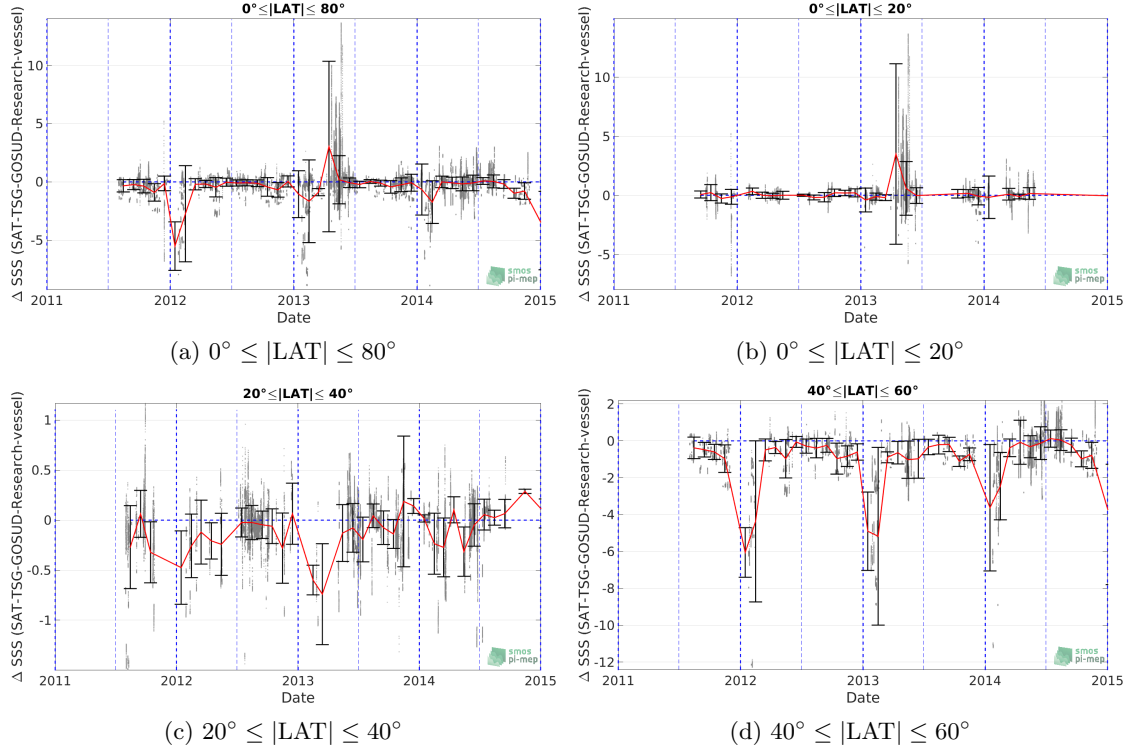 0°≤|LAT|≤ 80°
Δ SSS (SAT-TSG-GOSUD-Research-vessel)
10
5
0
-5
2011 2012 2013 2014 2015
Date
smos
pi-mep
(a) 0° ≤ |LAT| ≤ 80°
0°≤|LAT|≤ 20°
Δ SSS (SAT-TSG-GOSUD-Research-vessel)
10
5
0
-5
2011 2012 2013 2014 2015
Date
smos
pi-mep
(b) 0° ≤ |LAT| ≤ 20°
20°≤|LAT|≤ 40°
Δ SSS (SAT-TSG-GOSUD-Research-vessel)
1
0.5
0
-0.5
-1
2011 2012 2013 2014 2015
Date
smos
pi-mep
(c) 20° ≤ |LAT| ≤ 40°
40°≤|LAT|≤ 60°
Δ SSS (SAT-TSG-GOSUD-Research-vessel)
2
0
-2
-4
-6
-8
-10
-12
2011 2012 2013 2014 2015
Date
smos
pi-mep
(d) 40° ≤ |LAT| ≤ 60°